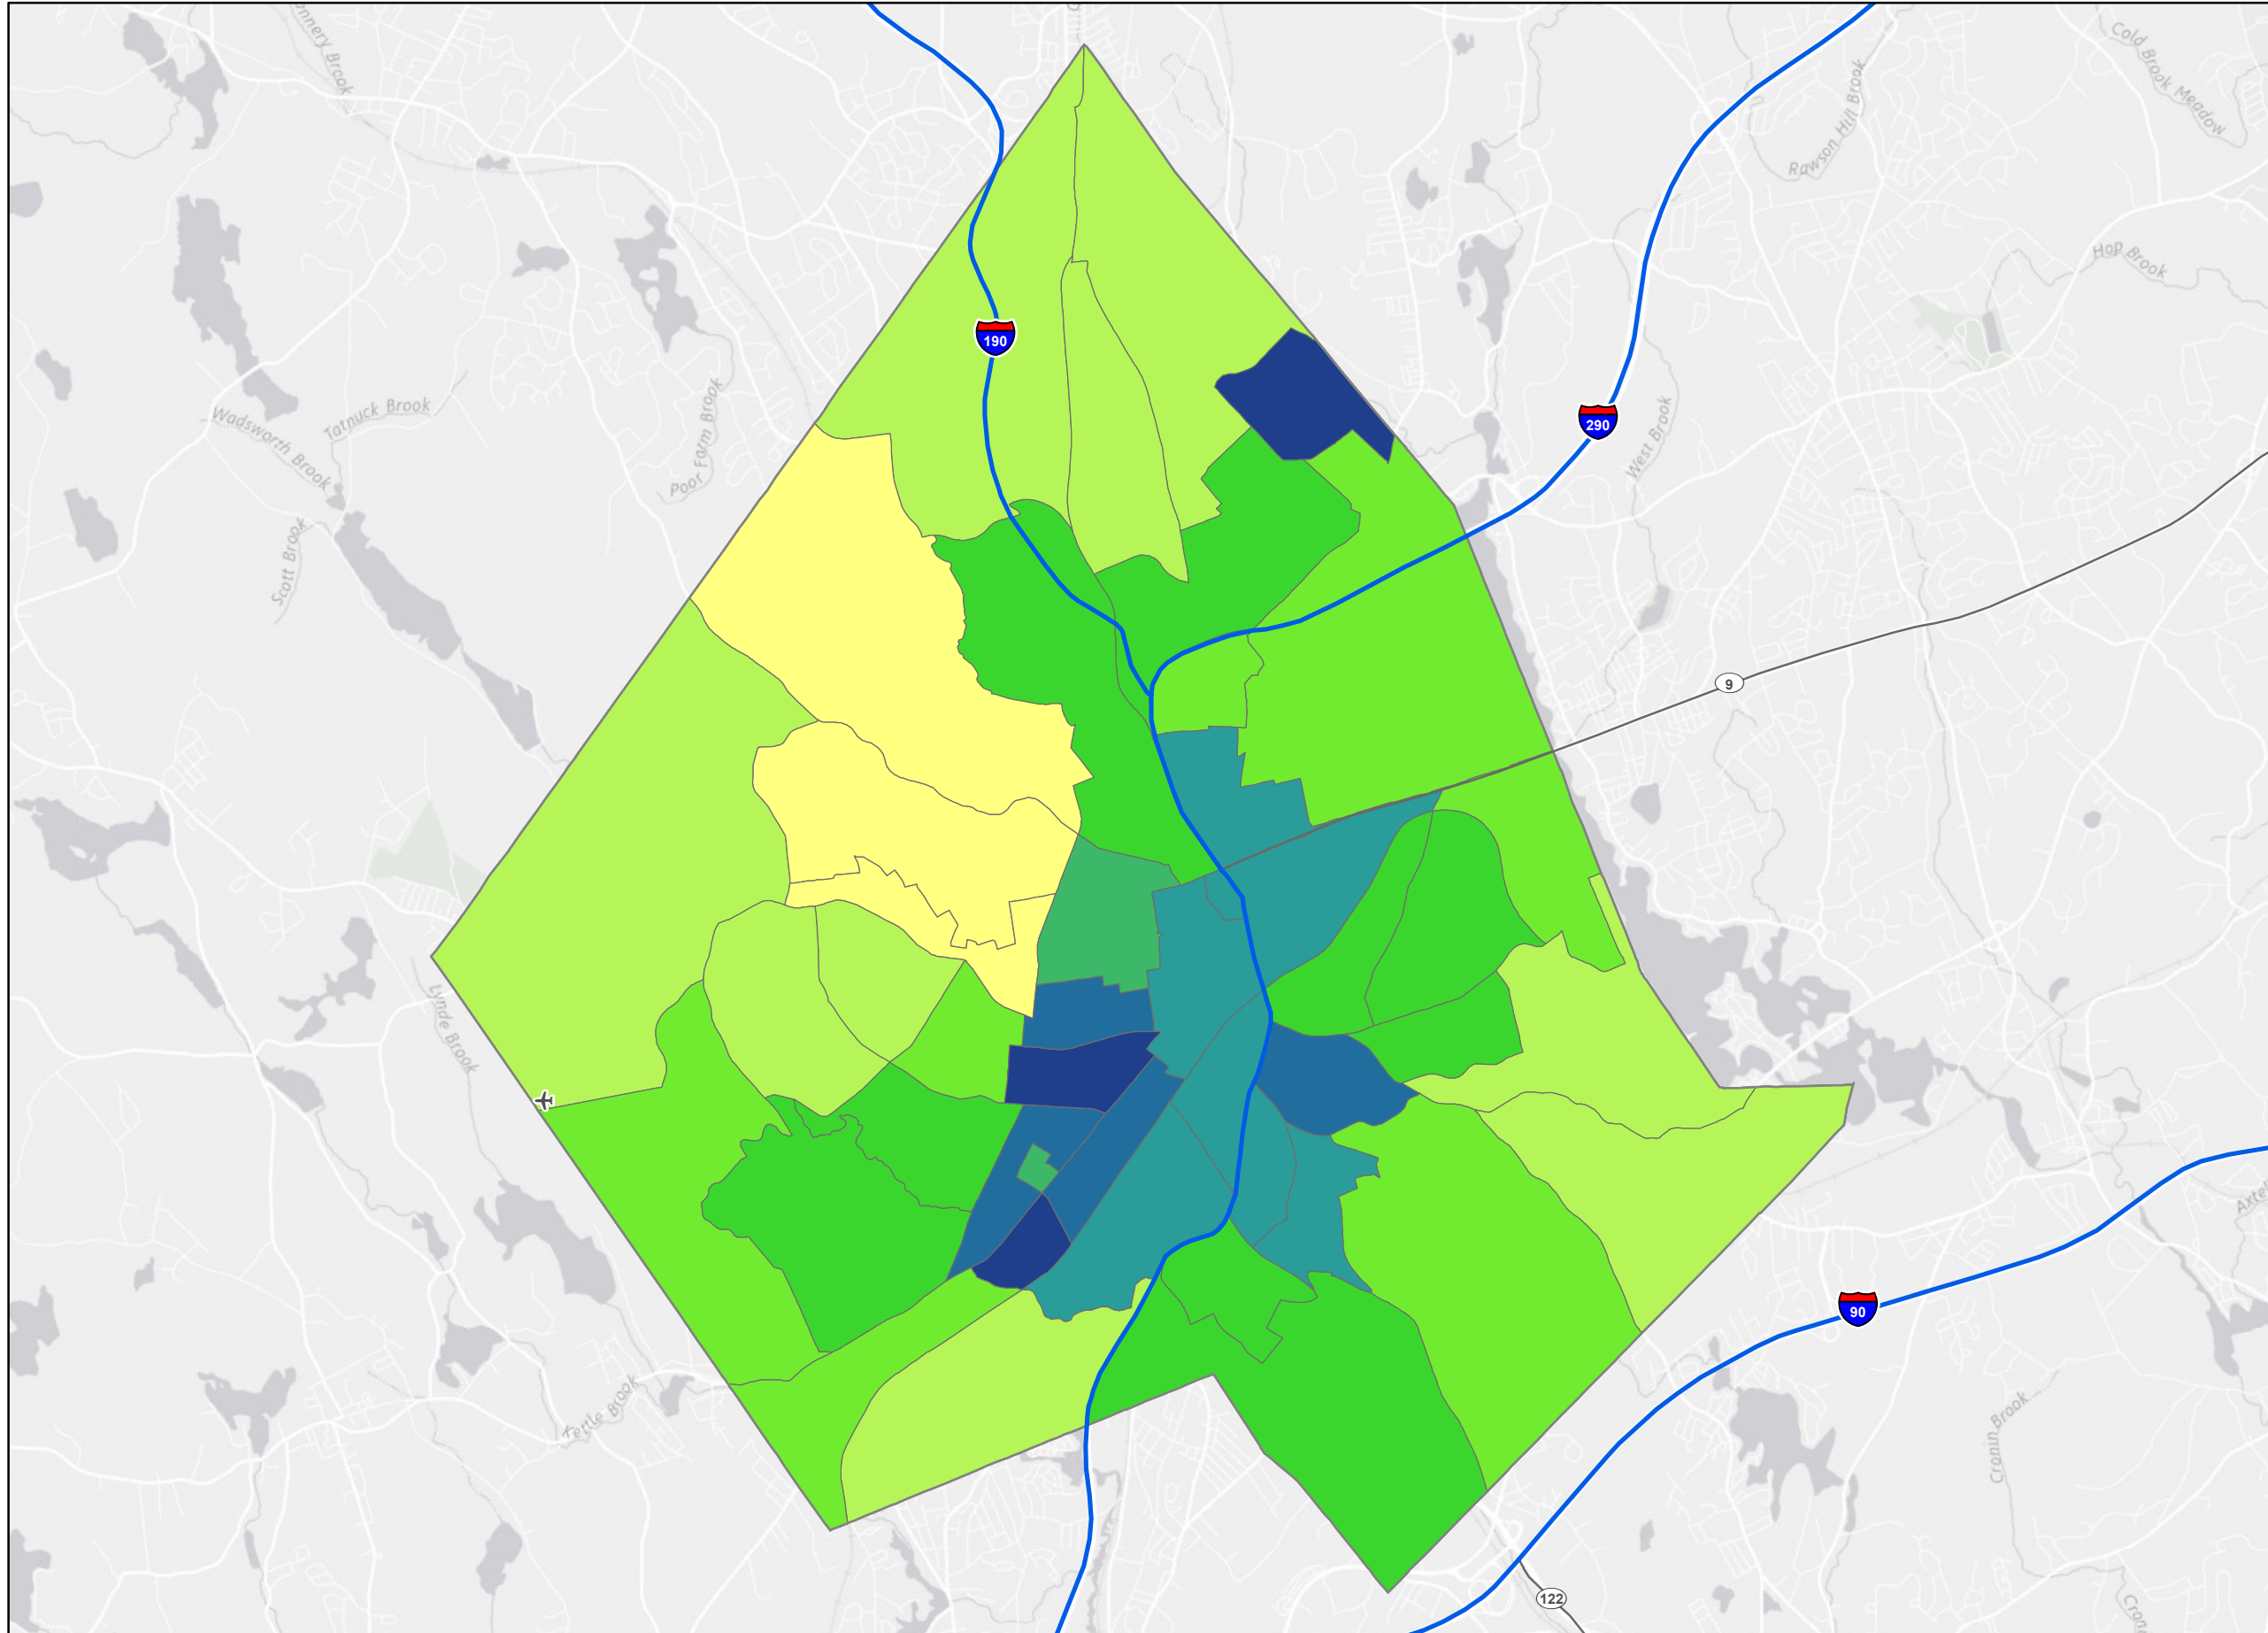 Cold Brook Meadow
Rawson Hill Brook
Hop Brook
190
Poor Farm Brook
Tatnuck Brook
Wadsworth Brook
290
West Brook
Scott Brook
9
Lynde Brook
90
Kettle Brook
Cronin Brook
122